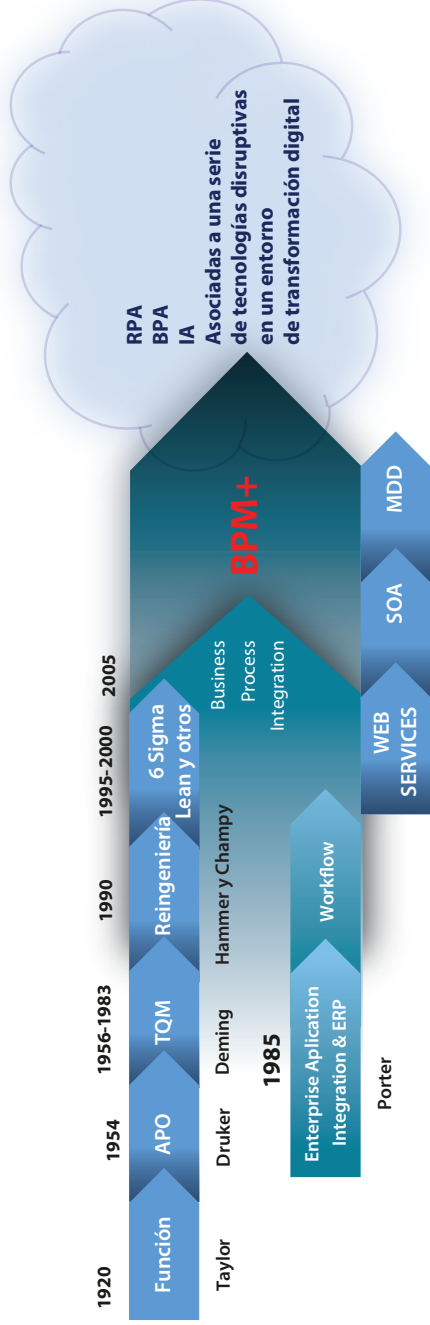 1920
1954
1956-1983
1990
1995-2000
2005
Función
APO
TQM
Reingeniería
6 Sigma
Lean y otros
Taylor
Druker
Deming
Hammer y Champy
1985
Enterprise Aplication
Integration & ERP
Workflow
Porter
Business
Process
Integration
BPM+
WEB
SERVICES
SOA
MDD
RPA
BPA
IA
Asociadas a una serie
de tecnologías disruptivas
en un entorno
de transformación digital